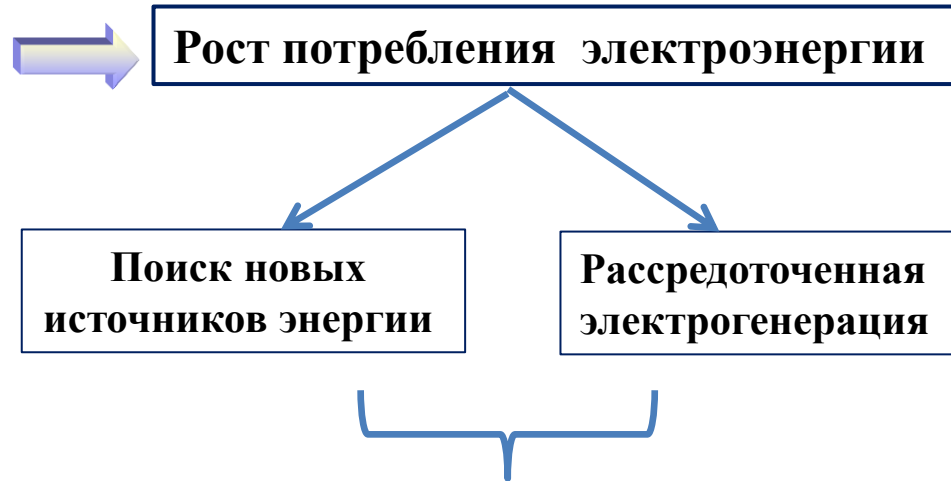 Рост потребления электроэнергии
Поиск новых
источников энергии
Рассредоточенная
электрогенерация